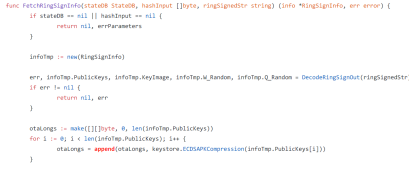 func FetchRingSignInfo(stateDB StateDB, hashInput []byte, ringSignedStr string) (info *RingSignInfo, err error) {
if stateDB == nil || hashInput == nil {
return nil, errParameters
}
infoTmp := new(RingSignInfo)
err, infoTmp.PublicKeys, infoTmp.KeyImage, infoTmp.W_Random, infoTmp.Q_Random = DecodeRingSignOut(ringSignedStr)
if err != nil {
return nil, err
}
otaLongs := make([][]byte, 0, len(infoTmp.PublicKeys))
for i := 0; i < len(infoTmp.PublicKeys); i++ {
otaLongs = append(otaLongs, keystore.ECDSAPKCompression(infoTmp.PublicKeys[i]))
}